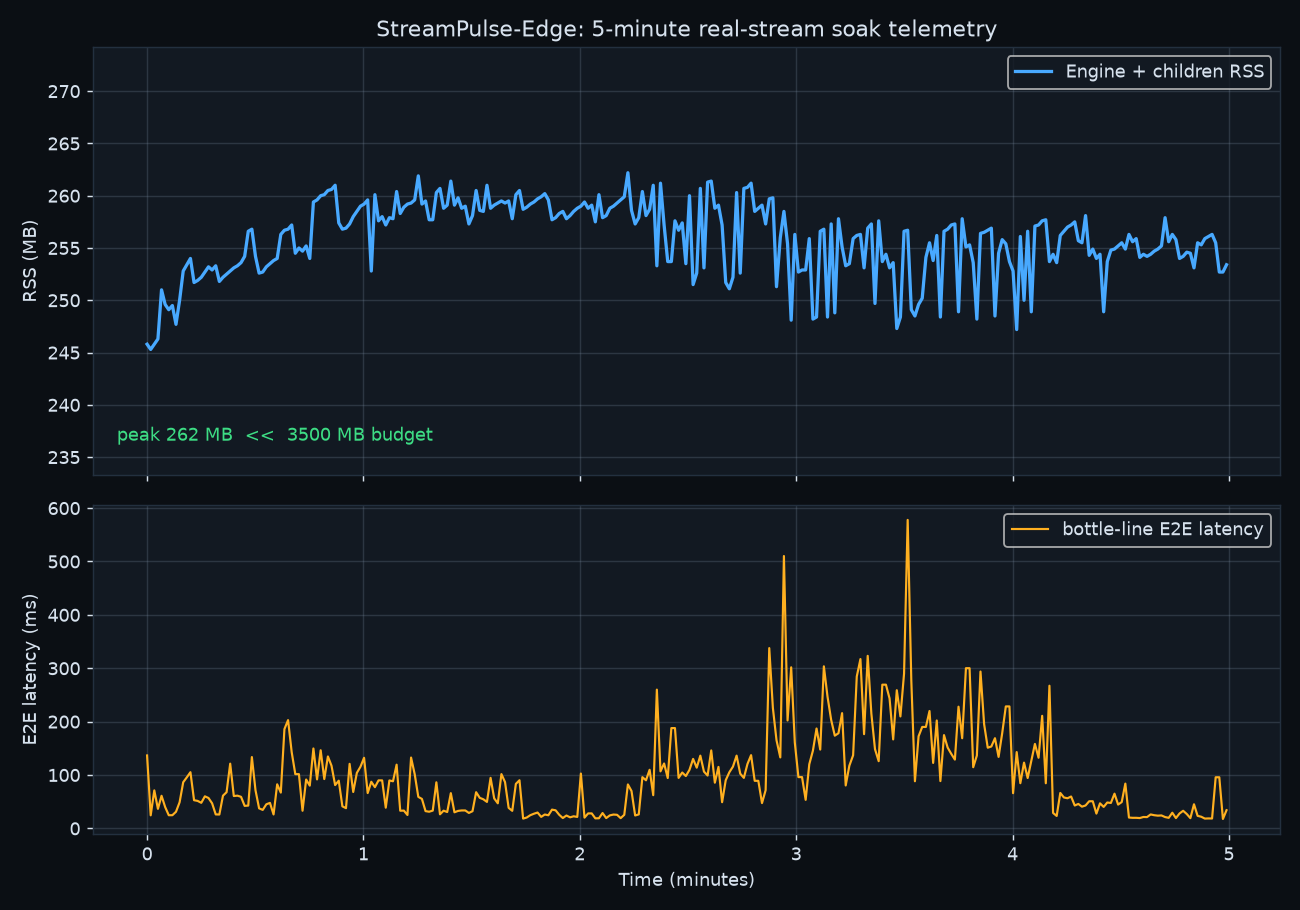 StreamPulse-Edge: 5-minute real-stream soak telemetry
Engine + children RSS
RSS (MB)
270
265
260
255
250
245
240
235
peak 262 MB << 3500 MB budget
bottle-line E2E latency
E2E latency (ms)
600
500
400
300
200
100
0
0 1 2 3 4 5
Time (minutes)